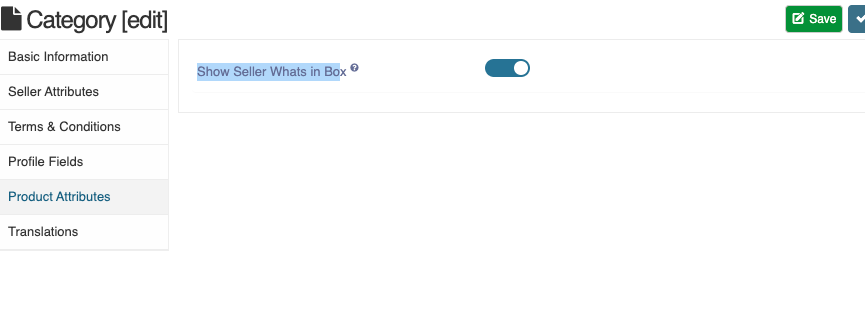 Category [edit]
Save
Basic Information
Seller Attributes
Terms & Conditions
Profile Fields
Product Attributes
Translations
Show Seller Whats in Box ?